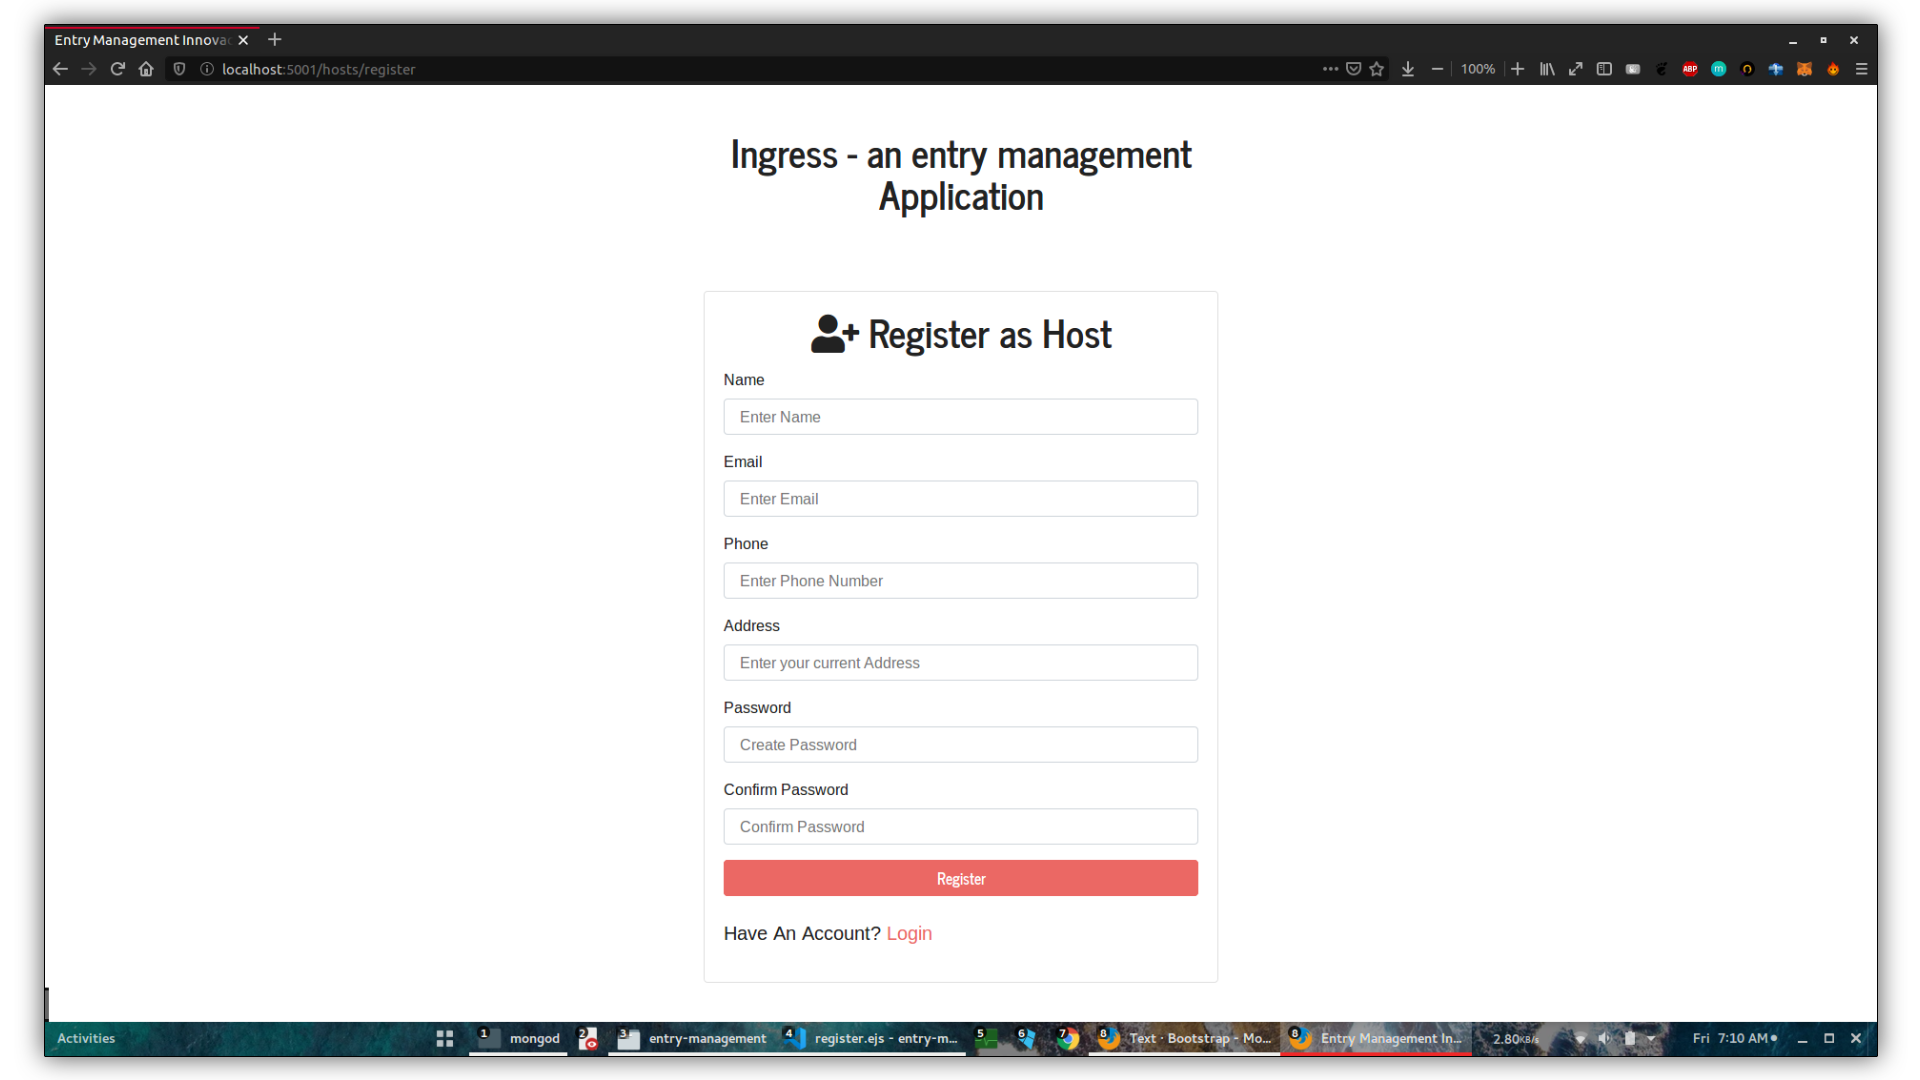 Entry Management Innova
localhost:5001/hosts/register
100%
ABP
m
Ingress - an entry management
Application
Register as Host
Name
Enter Name
Email
Enter Email
Phone
Enter Phone Number
Address
Enter your current Address
Password
Create Password
Confirm Password
Confirm Password
Register
Have An Account? Login
Activities
1 mongod
2
3 entry-management
4 register.ejs - entry-m...
5
6
7
8 Text · Bootstrap - Mo...
8 Entry Management In...
2.80KB/s
Fri 7:10 AM